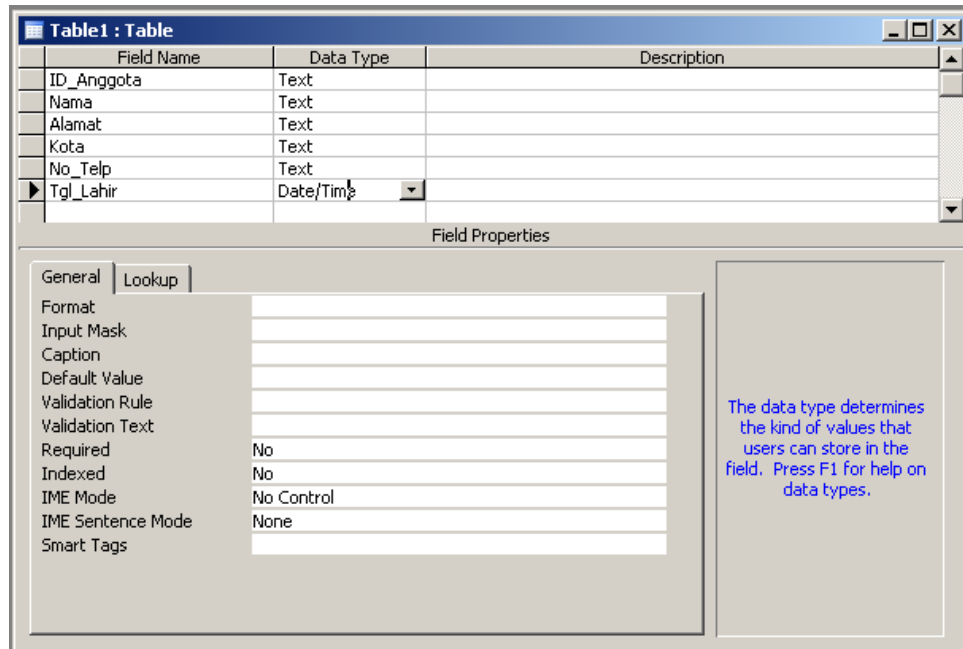 Table1 : Table
Field Name Data Type Description
ID_Anggota Text
Nama Text
Alamat Text
Kota Text
No_Telp Text
Tgl_Lahir Date/Time
Field Properties
General Lookup
Format
Input Mask
Caption
Default Value
Validation Rule
Validation Text
Required No
Indexed No
IME Mode No Control
IME Sentence Mode None
Smart Tags
The data type determines
the kind of values that
users can store in the
field. Press F1 for help on
data types.